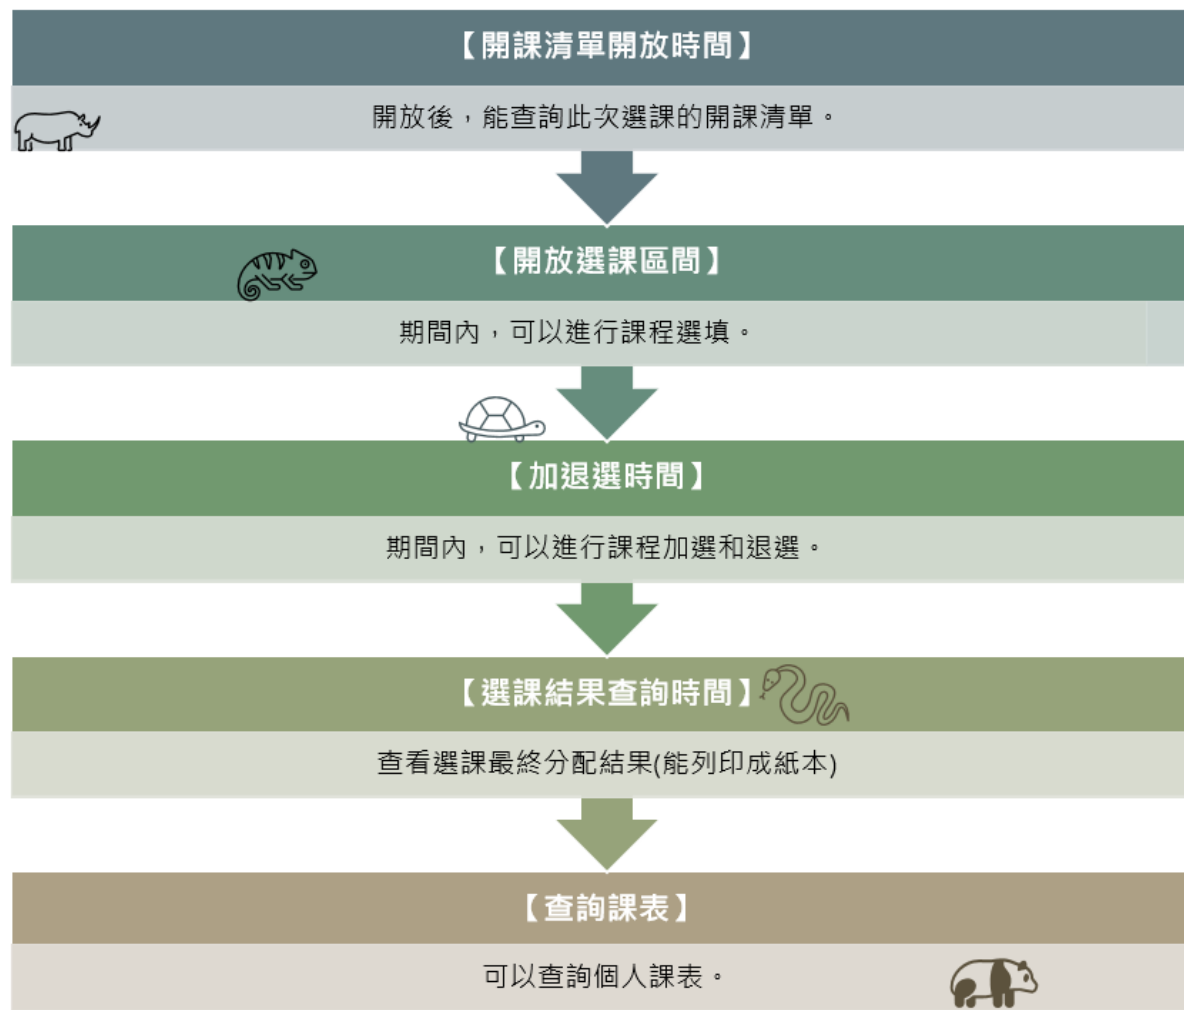 【開課清單開放時間】
開放後，能查詢此次選課的開課清單。
【開放選課區間】
期間內，可以進行課程選填。
【加退選時間】
期間內，可以進行課程加選和退選。
【選課結果查詢時間】
查看選課最終分配結果(能列印成紙本)
【查詢課表】
可以查詢個人課表。